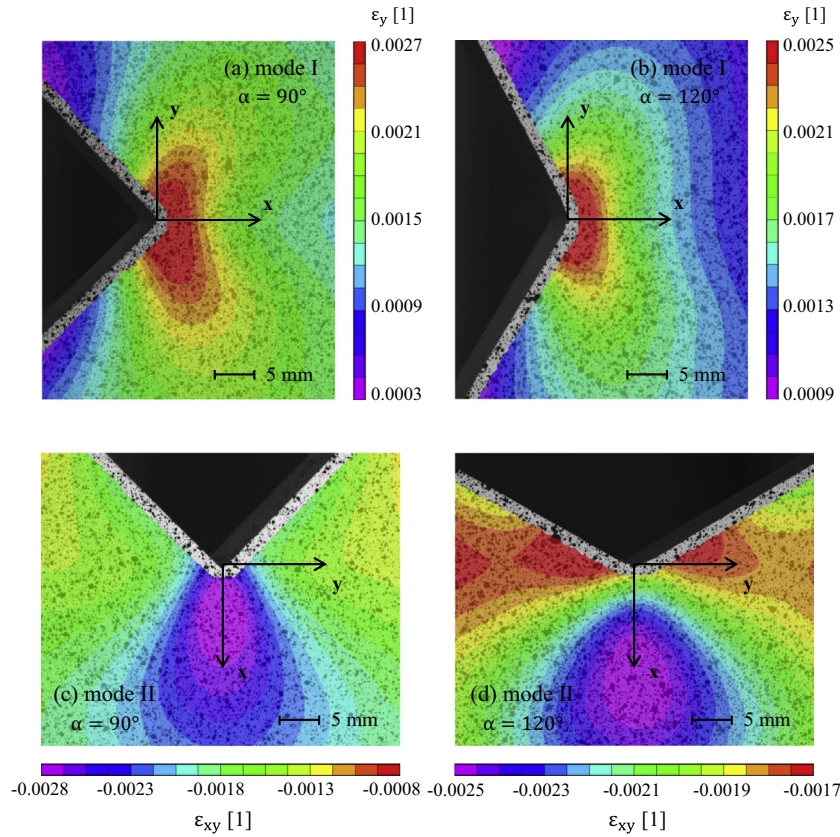 εy [1]
εy [1]
0.0027
0.0021
0.0015
0.0009
0.0003
(a) mode I
α = 90°
y
x
5 mm
0.0025
0.0021
0.0017
0.0013
0.0009
(b) mode I
α = 120°
y
x
5 mm
y
x
(c) mode II
α = 90°
5 mm
y
x
(d) mode II
α = 120°
5 mm
-0.0028 -0.0023 -0.0018 -0.0013 -0.0008
εxy [1]
-0.0025 -0.0023 -0.0021 -0.0019 -0.0017
εxy [1]